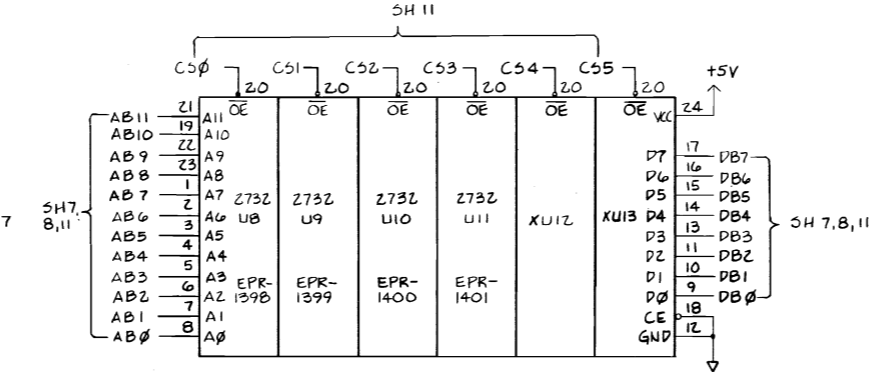 SH 11
CSØ CS1 CS2 CS3 CS4 CS5
20 20 20 20 20 20
+5V
OE OE OE OE OE OE
AB11 21 A11 VCC 24
AB10 19 A10
AB9 22 A9 D7 17 DB7
AB8 23 A8 D6 16 DB6
AB7 1 A7 2732 2732 2732 2732 D5 15 DB5
SH7, 8,11
7
AB6 2 A6 U8 U9 U10 U11 XU12 XU13 D4 14 DB4
SH 7,8,11
AB5 3 A5 D3 13 DB3
AB4 4 A4 D2 11 DB2
AB3 5 A3 EPR- EPR- EPR- EPR- D1 10 DB1
AB2 6 A2 1398 1399 1400 1401 DØ 9 DBØ
AB1 7 A1 CE 18
ABØ 8 AØ GND 12